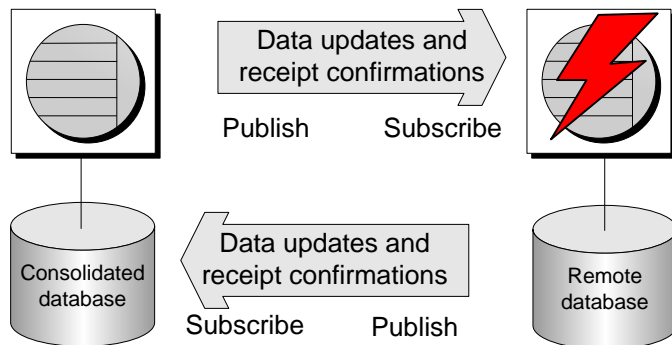 Data updates and
receipt confirmations
Publish Subscribe
Data updates and
receipt confirmations
Subscribe Publish
Consolidated
database
Remote
database